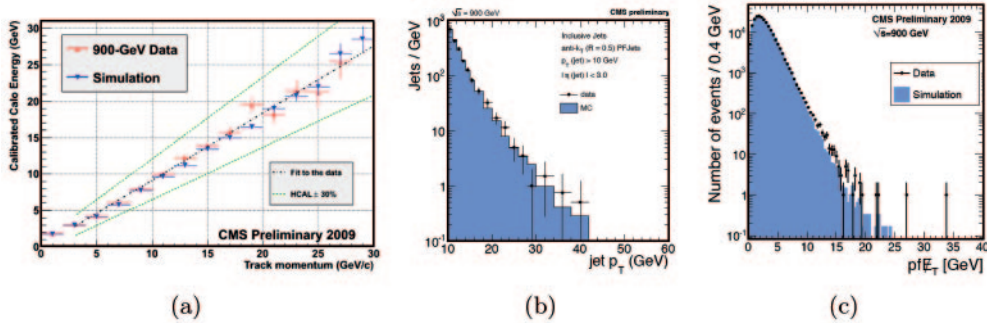 Calibrated Calo Energy (GeV)
30
25
20
15
10
5
0
900-GeV Data
Simulation
Fit to the data
HCAL ± 30%
CMS Preliminary 2009
0 5 10 15 20 25 30
Track momentum (GeV/c)
(a)
√s = 900 GeV CMS Preliminary
Jets / GeV
10³
10²
10
1
10⁻¹
Inclusive Jets
anti-k_T (R = 0.5) PFJets
p_T (jet) > 10 GeV
| η (jet) | < 3.0
data
MC
10 20 30 40 50 60
jet p_T (GeV)
(b)
Number of events / 0.4 GeV
10⁴
10³
10²
10
1
10⁻¹
CMS Preliminary 2009
√s=900 GeV
Data
Simulation
0 5 10 15 20 25 30 35 40
pfE̸_T [GeV]
(c)